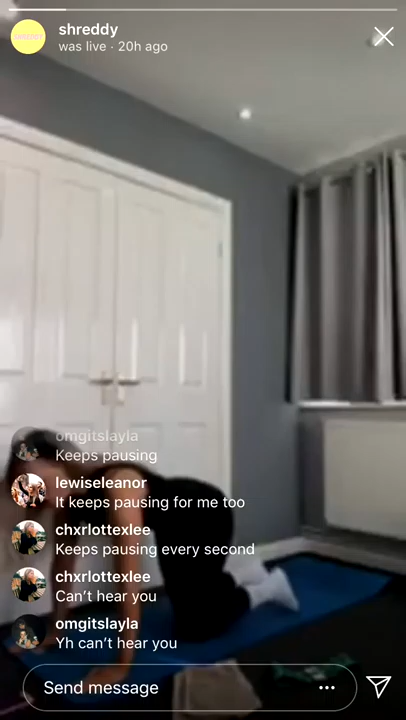 shreddy
was live · 20h ago
omgitslayla
Keeps pausing
lewiseleanor
It keeps pausing for me too
chxrlottexlee
Keeps pausing every second
chxrlottexlee
Can't hear you
omgitslayla
Yh can't hear you
Send message